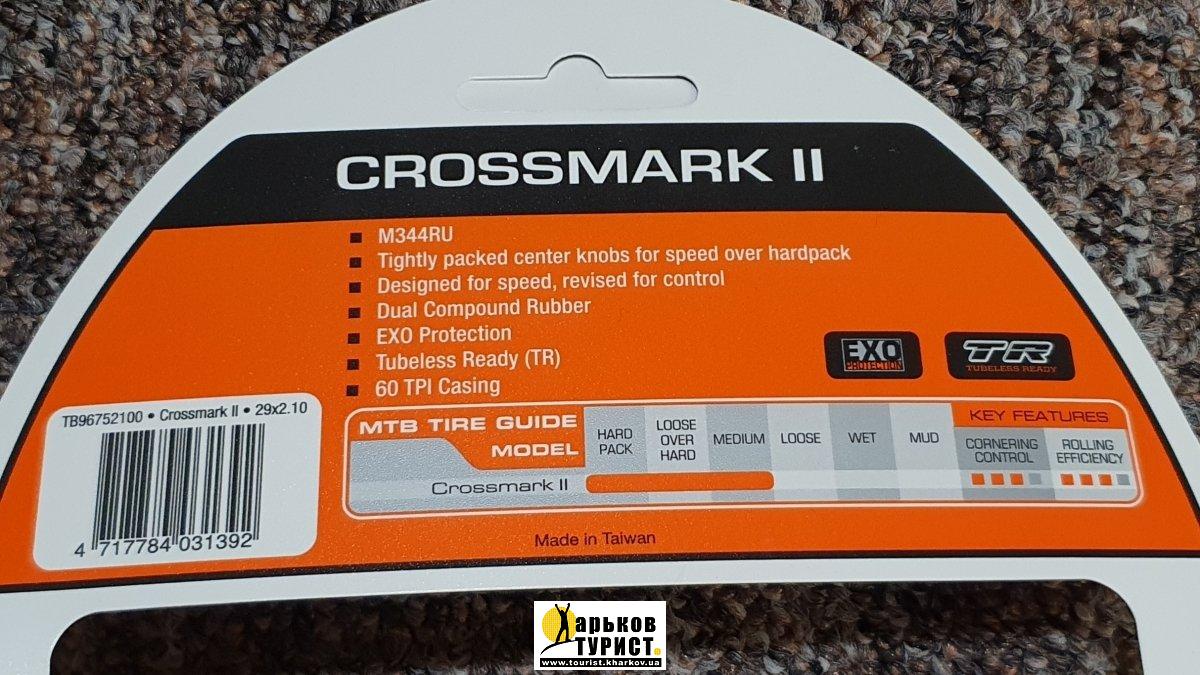 CROSSMARK II
M344RU
Tightly packed center knobs for speed over hardpack
Designed for speed, revised for control
Dual Compound Rubber
EXO Protection
Tubeless Ready (TR)
60 TPI Casing
EXO
PROTECTION
TR
TUBELESS READY
TB96752100 • Crossmark II • 29x2.10
4 717784 031392
MTB TIRE GUIDE
MODEL
HARD PACK
LOOSE OVER HARD
MEDIUM
LOOSE
WET
MUD
KEY FEATURES
CORNERING CONTROL
ROLLING EFFICIENCY
Crossmark II
Made in Taiwan
Харьков
ТУРИСТ.
www.tourist.kharkov.ua